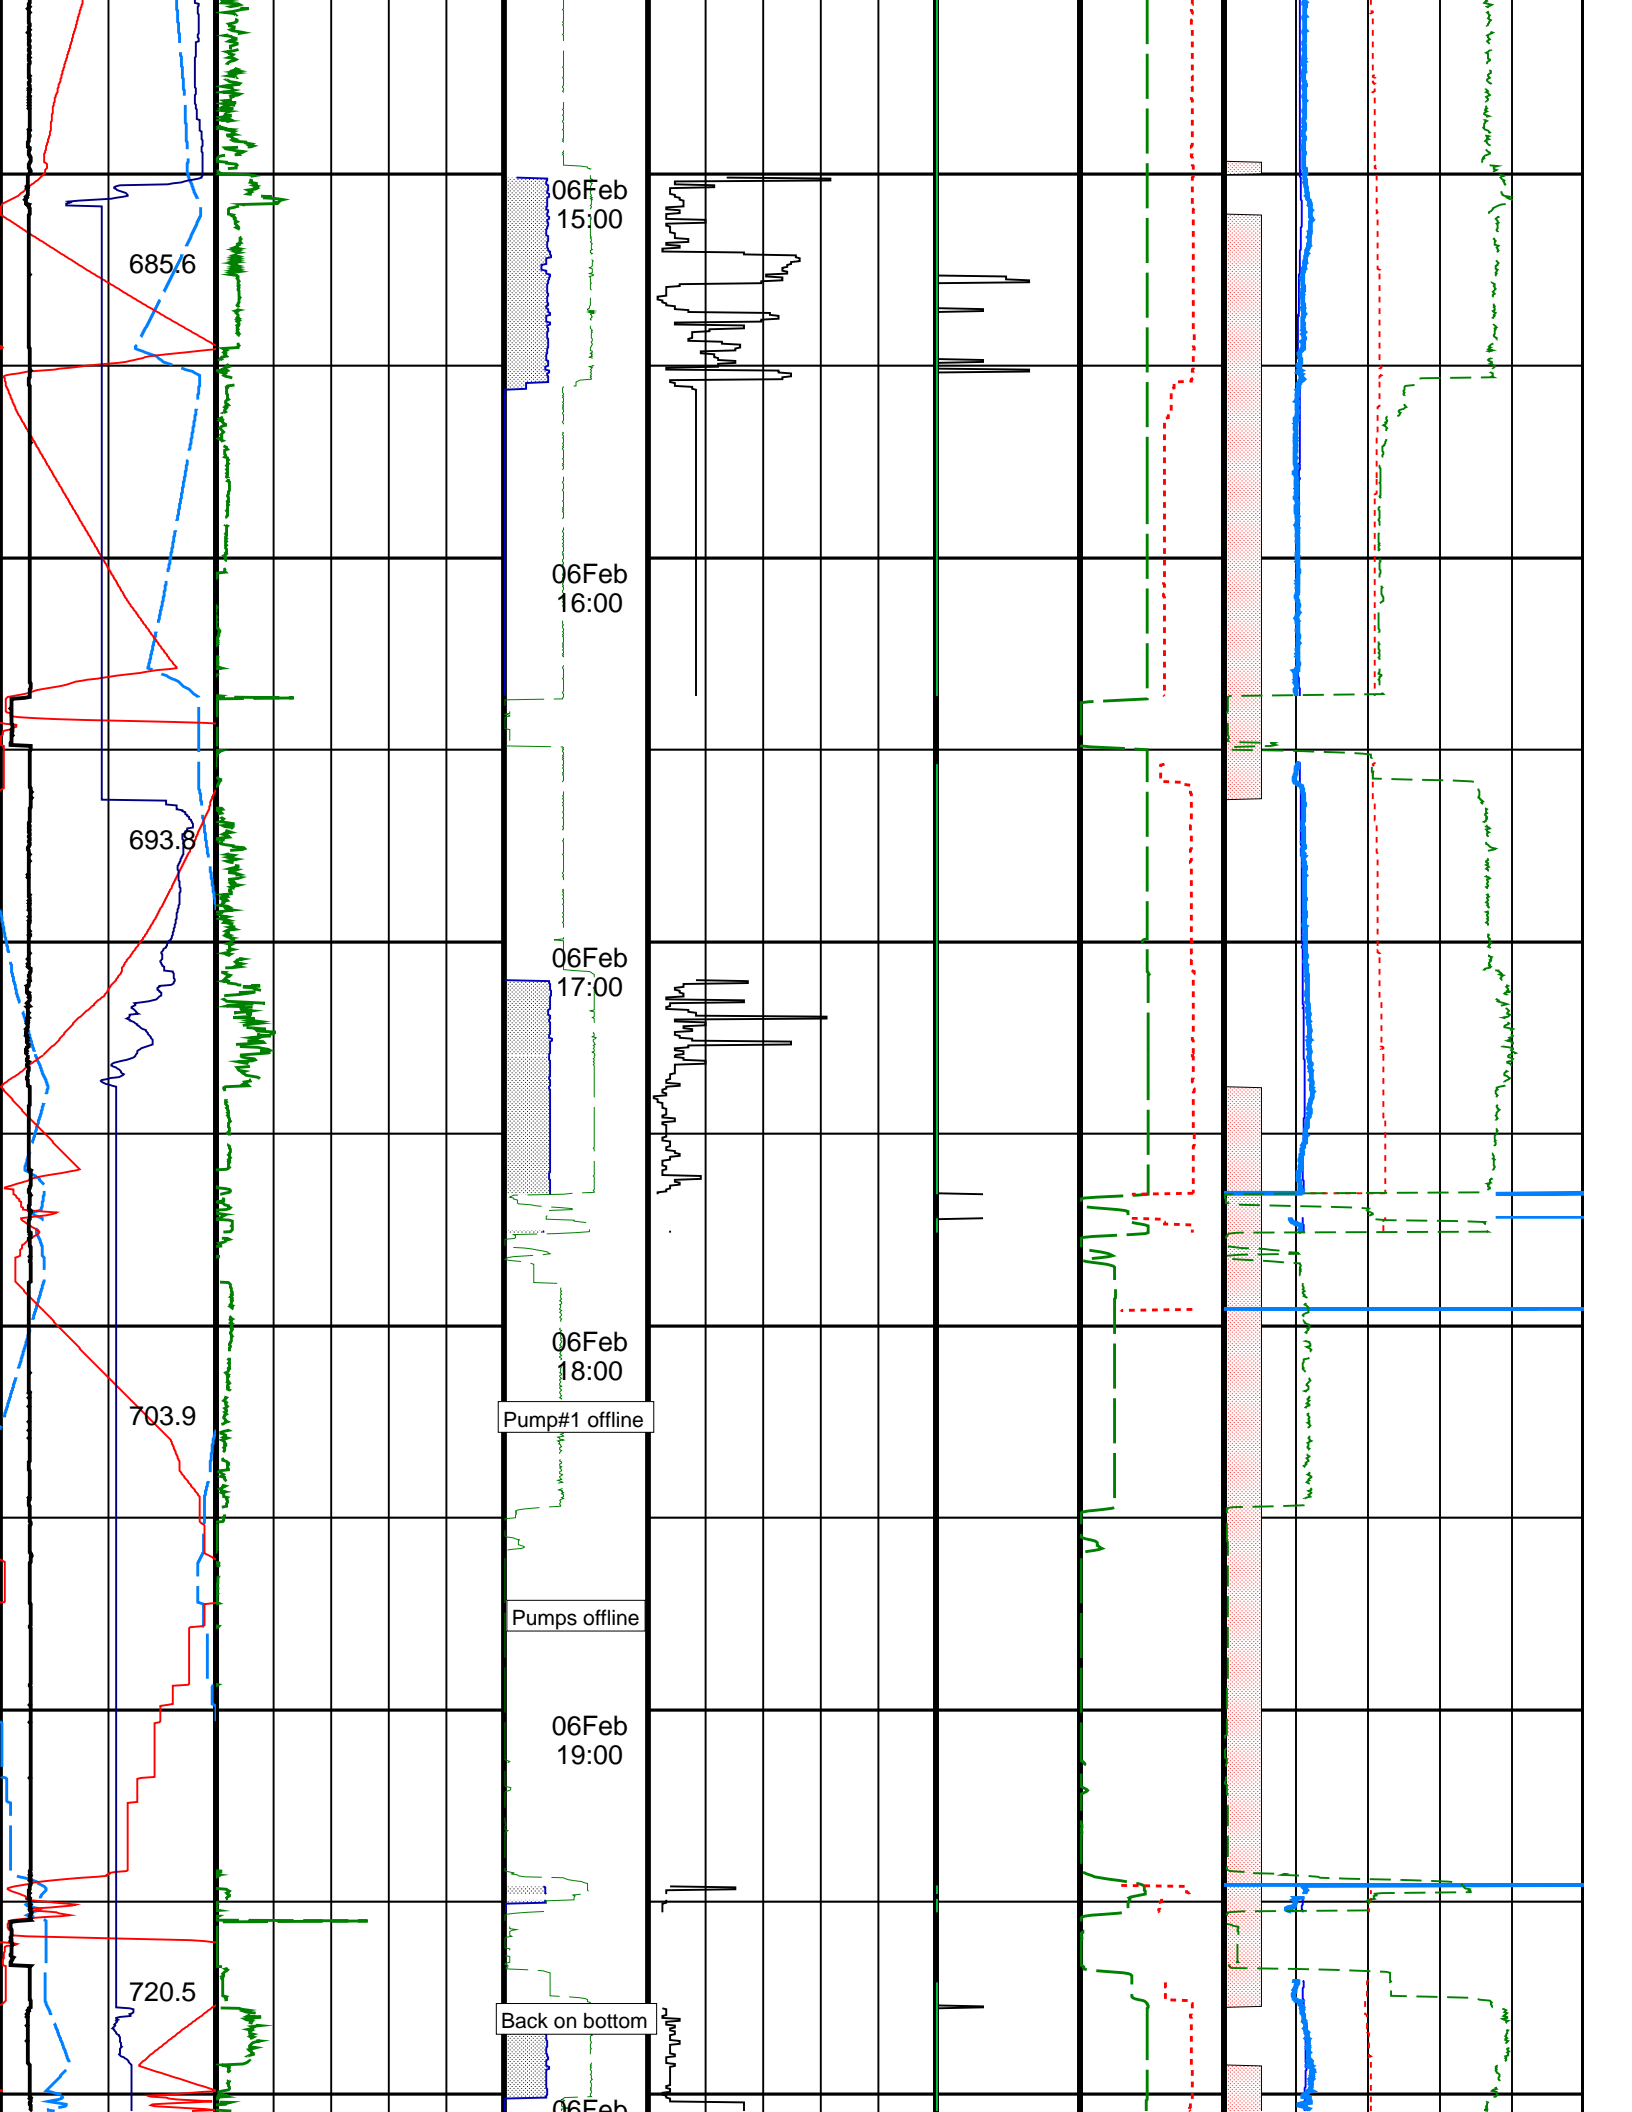 06Feb
15:00
685.6
06Feb
16:00
693.8
06Feb
17:00
06Feb
18:00
703.9
Pump#1 offline
Pumps offline
06Feb
19:00
720.5
Back on bottom
06Feb